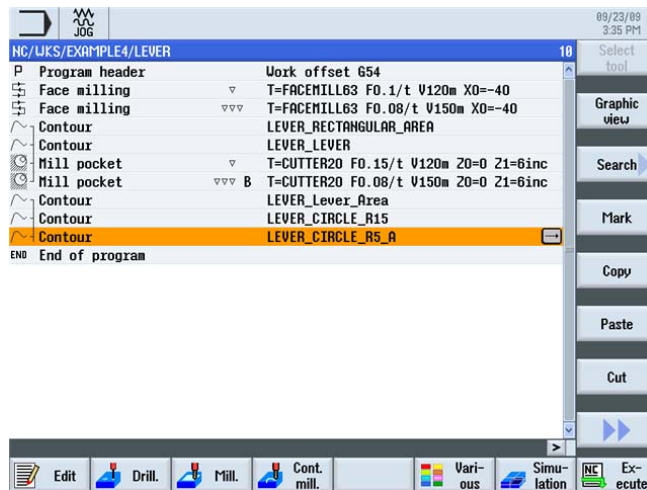 JOG
09/23/09
3:35 PM
NC/WKS/EXAMPLE4/LEVER 10
Select
tool
P Program header Work offset G54
Face milling ▽ T=FACEMILL63 F0.1/t V120m X0=-40
Face milling ▽▽▽ T=FACEMILL63 F0.08/t V150m X0=-40
Contour LEVER_RECTANGULAR_AREA
Contour LEVER_LEVER
Mill pocket ▽ T=CUTTER20 F0.15/t V120m Z0=0 Z1=6inc
Mill pocket ▽▽▽ B T=CUTTER20 F0.08/t V150m Z0=0 Z1=6inc
Contour LEVER_Lever_Area
Contour LEVER_CIRCLE_R15
Contour LEVER_CIRCLE_R5_A
END End of program
Graphic
view
Search
Mark
Copy
Paste
Cut
Edit
Drill.
Mill.
Cont.
mill.
Vari-
ous
Simu-
lation
NC Ex-
ecute